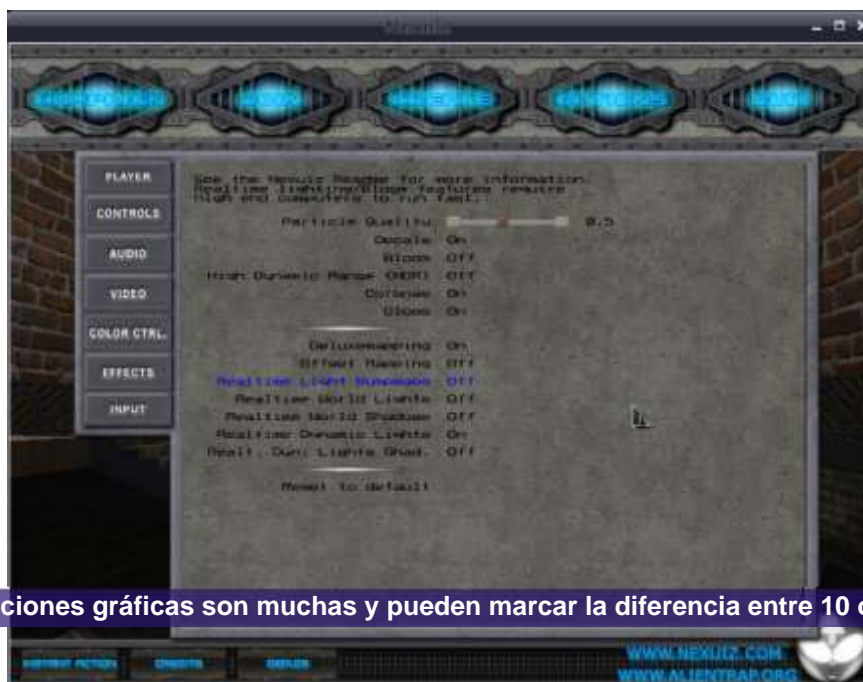 PLAYER
CONTROLS
AUDIO
VIDEO
COLOR CTRL.
EFFECTS
INPUT
See the Nexuiz Readme for more information.
Realtime lighting/Bloom features require
high end computers to run fast.
Particle Quality 0.5
Decals On
Bloom Off
High Dynamic Range (HDR) Off
Coronas On
Gloss On
Deluxemapping On
Offset Mapping Off
Realtime Light Bumpmaps Off
Realtime World Lights Off
Realtime World Shadows Off
Realtime Dynamic Lights On
Realt. Dyn. Lights Shad. Off
Reset to default
ciones gráficas son muchas y pueden marcar la diferencia entre 10
INSTANT ACTION
CREDITS
DEMOS
WWW.NEXUIZ.COM
WWW.ALIENTRAP.ORG